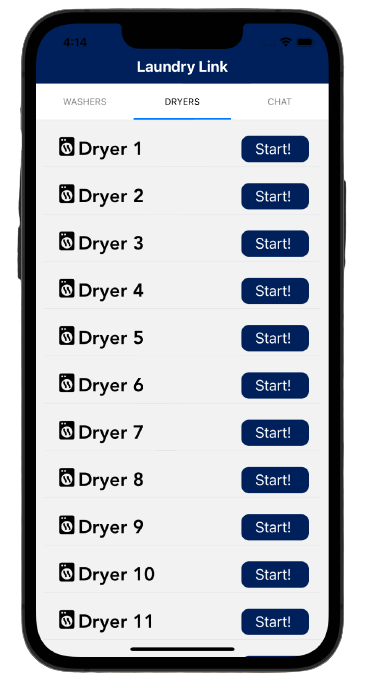 4:14
Laundry Link
WASHERS DRYERS CHAT
Dryer 1 Start!
Dryer 2 Start!
Dryer 3 Start!
Dryer 4 Start!
Dryer 5 Start!
Dryer 6 Start!
Dryer 7 Start!
Dryer 8 Start!
Dryer 9 Start!
Dryer 10 Start!
Dryer 11 Start!